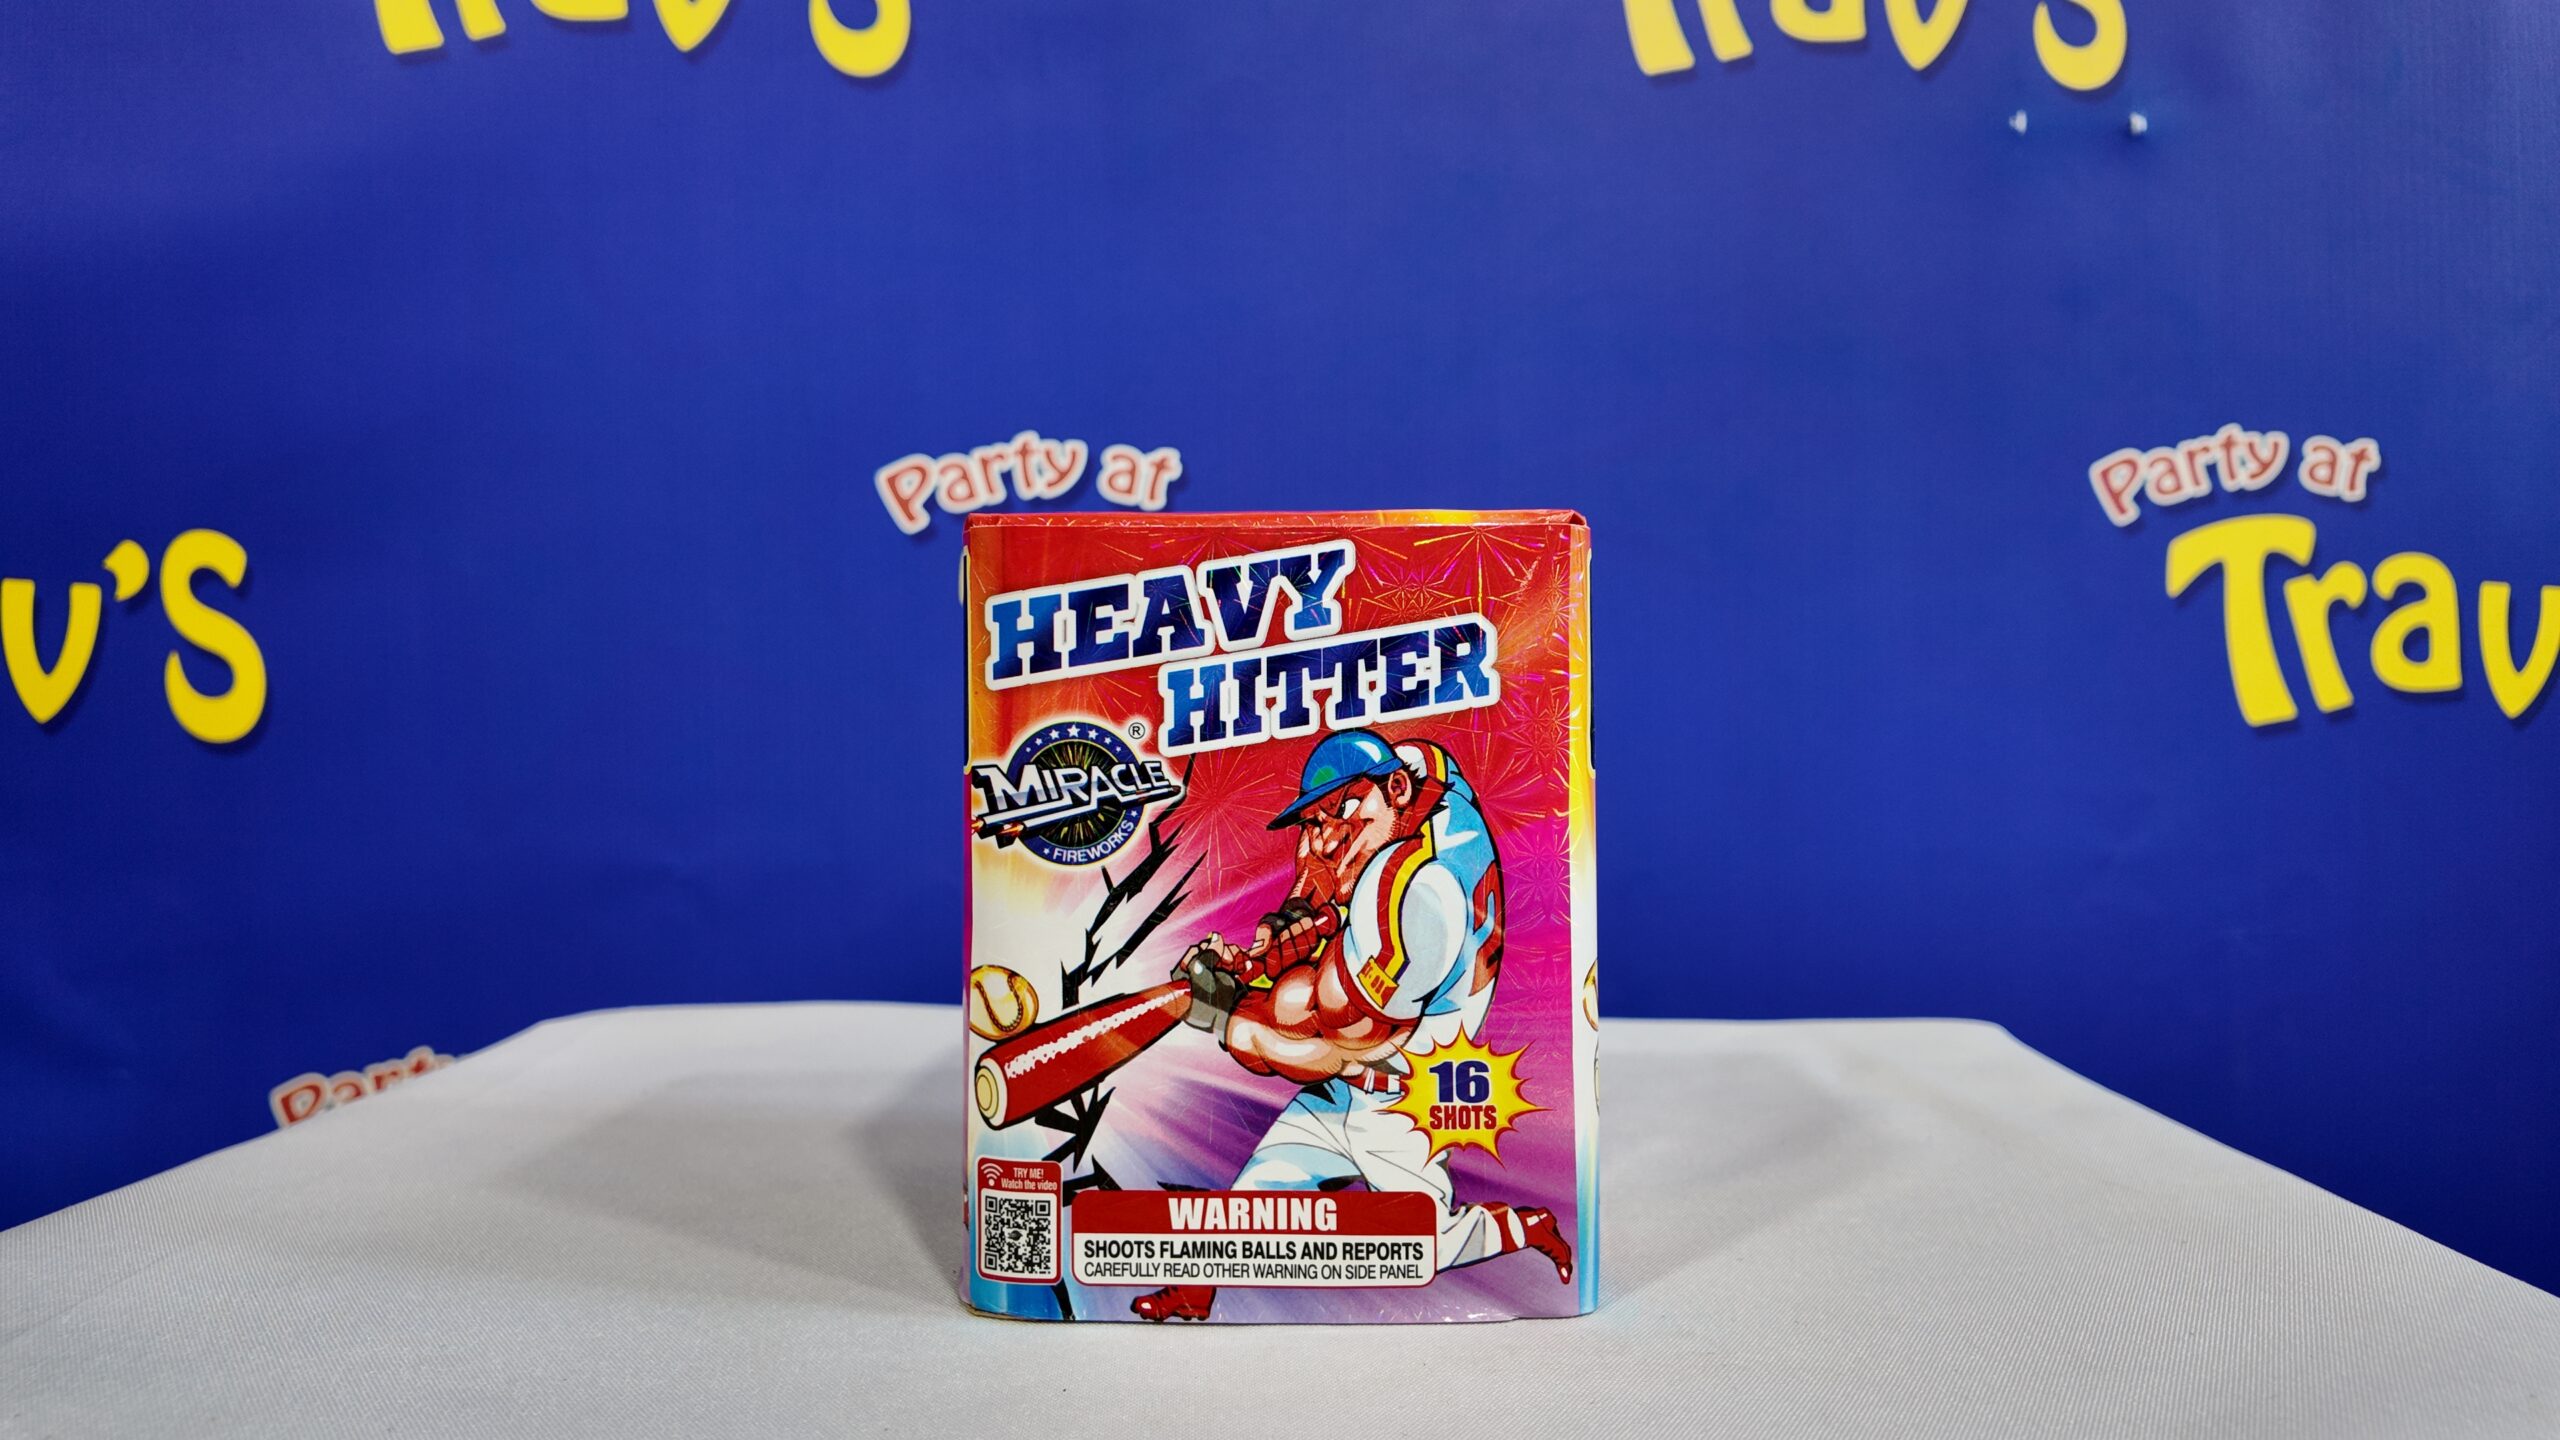 Trav's
Trav's
Party at
Party at
v's
Trav
HEAVY
HITTER
MIRACLE ®
FIREWORKS
16
SHOTS
TRY ME!
Watch the video
WARNING
SHOOTS FLAMING BALLS AND REPORTS
CAREFULLY READ OTHER WARNING ON SIDE PANEL
Party